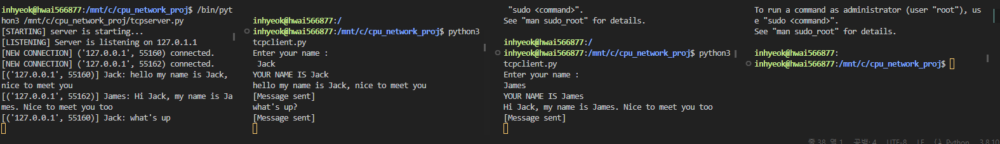 inhyeok@hwai566877:/mnt/c/cpu_network_proj$ /bin/pyt
hon3 /mnt/c/cpu_network_proj/tcpserver.py
[STARTING] server is starting...
[LISTENING] Server is listening on 127.0.1.1
[NEW CONNECTION] ('127.0.0.1', 55160) connected.
[NEW CONNECTION] ('127.0.0.1', 55162) connected.
[('127.0.0.1', 55160)] Jack: hello my name is Jack,
nice to meet you
[('127.0.0.1', 55162)] James: Hi Jack, my name is Ja
mes. Nice to meet you too
[('127.0.0.1', 55160)] Jack: what's up
inhyeok@hwai566877:/
inhyeok@hwai566877:/mnt/c/cpu_network_proj$ python3
tcpclient.py
Enter your name :
Jack
YOUR NAME IS Jack
hello my name is Jack, nice to meet you
[Message sent]
what's up?
[Message sent]
"sudo <command>".
See "man sudo_root" for details.
inhyeok@hwai566877:/
inhyeok@hwai566877:/mnt/c/cpu_network_proj$ python3
tcpclient.py
Enter your name :
James
YOUR NAME IS James
Hi Jack, my name is James. Nice to meet you too
[Message sent]
To run a command as administrator (user "root"), us
e "sudo <command>".
See "man sudo_root" for details.
inhyeok@hwai566877:
inhyeok@hwai566877:/mnt/c/cpu_network_proj$
줄 38, 열 1 공백: 4 UTF-8 LF Python 3.8.10